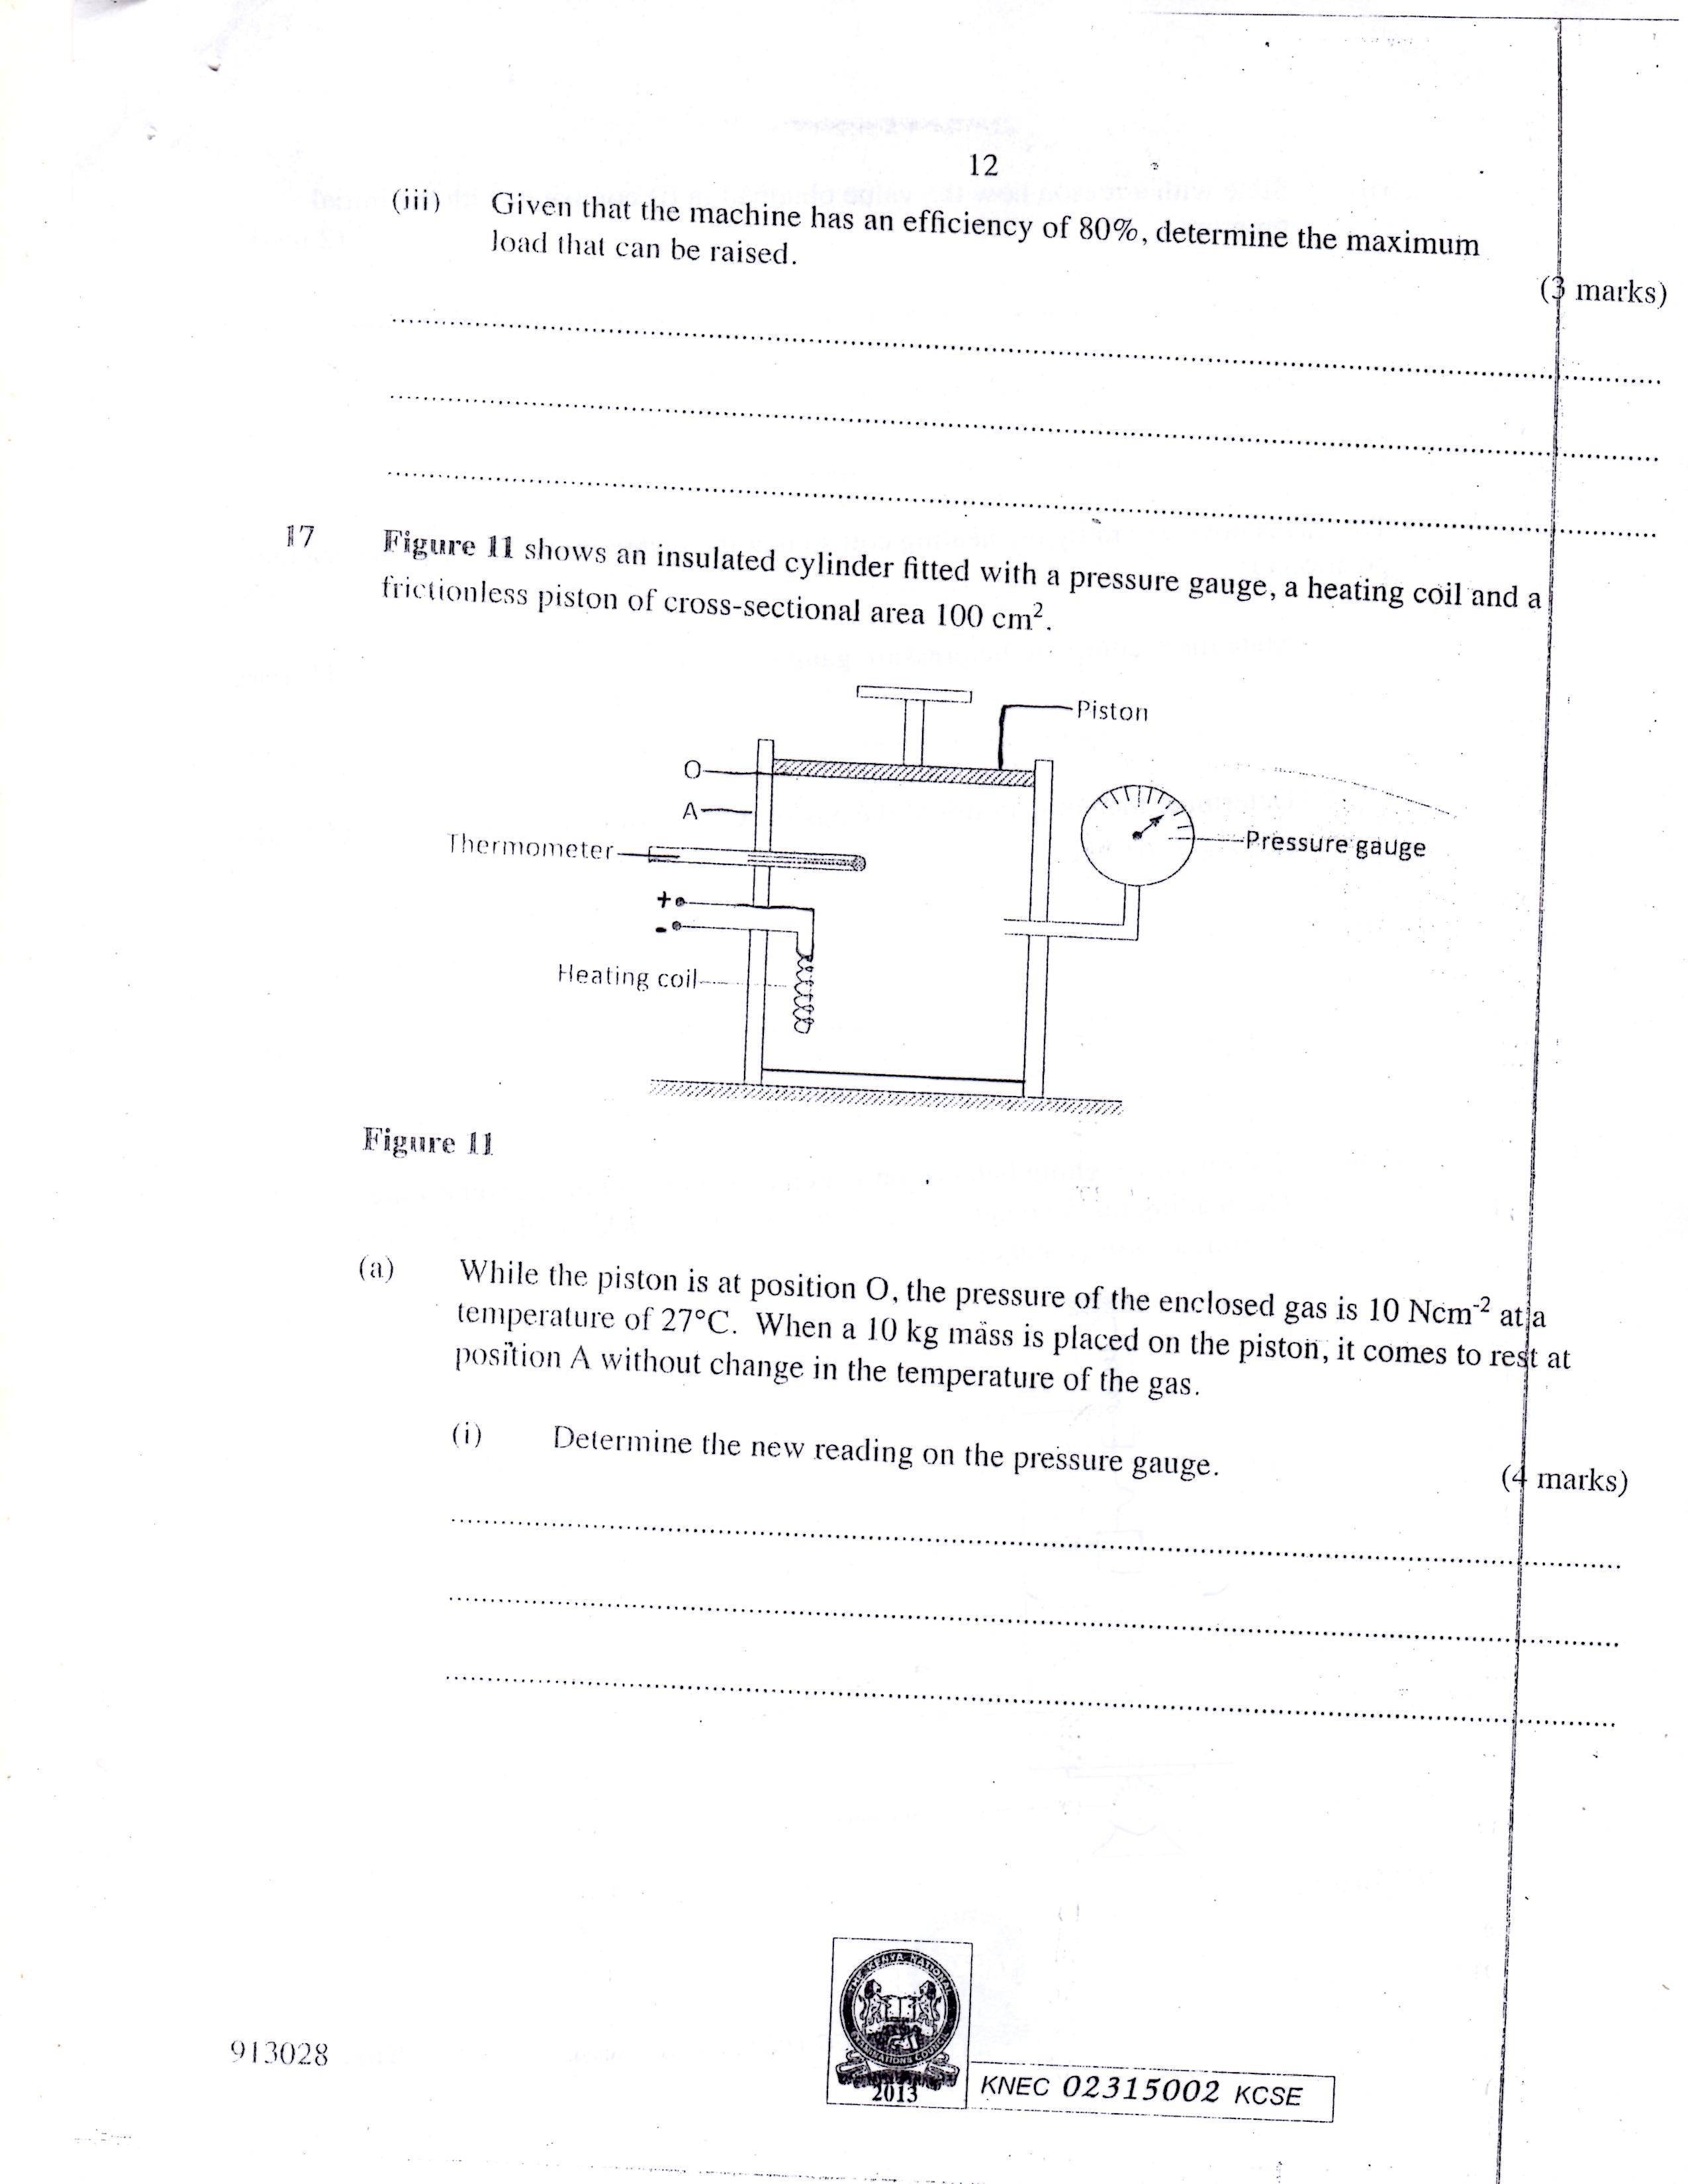 12
(iii) Given that the machine has an efficiency of 80%, determine the maximum
load that can be raised.
(3 marks)
17 Figure 11 shows an insulated cylinder fitted with a pressure gauge, a heating coil and a
frictionless piston of cross-sectional area 100 cm².
Piston
O
A
Thermometer
Pressure gauge
+
-
Heating coil
Figure 11
(a) While the piston is at position O, the pressure of the enclosed gas is 10 Ncm⁻² at a
temperature of 27°C. When a 10 kg mass is placed on the piston, it comes to rest at
position A without change in the temperature of the gas.
(i) Determine the new reading on the pressure gauge.
(4 marks)
THE KENYA NATIONAL
EXAMINATIONS COUNCIL
2013
913028
KNEC 02315002 KCSE